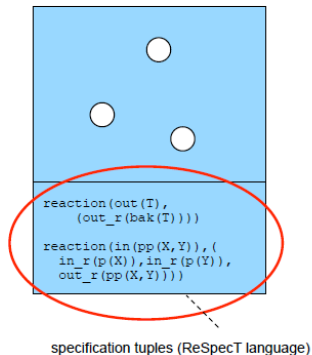 reaction(out(T),
(out_r(bak(T))))
reaction(in(pp(X,Y)),(
in_r(p(X)),in_r(p(Y)),
out_r(pp(X,Y))))
specification tuples (ReSpecT language)